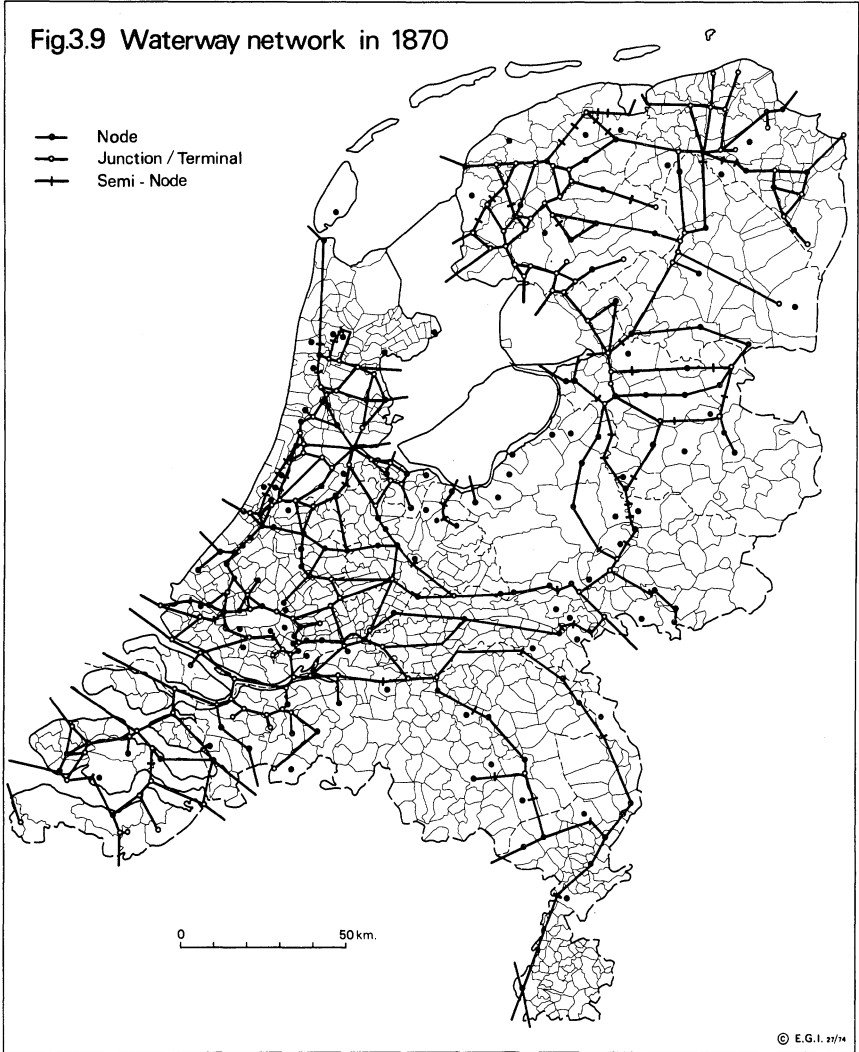 Fig.3.9 Waterway network in 1870
Node
Junction / Terminal
Semi - Node
0 50 km.
© E.G.I. 27/74